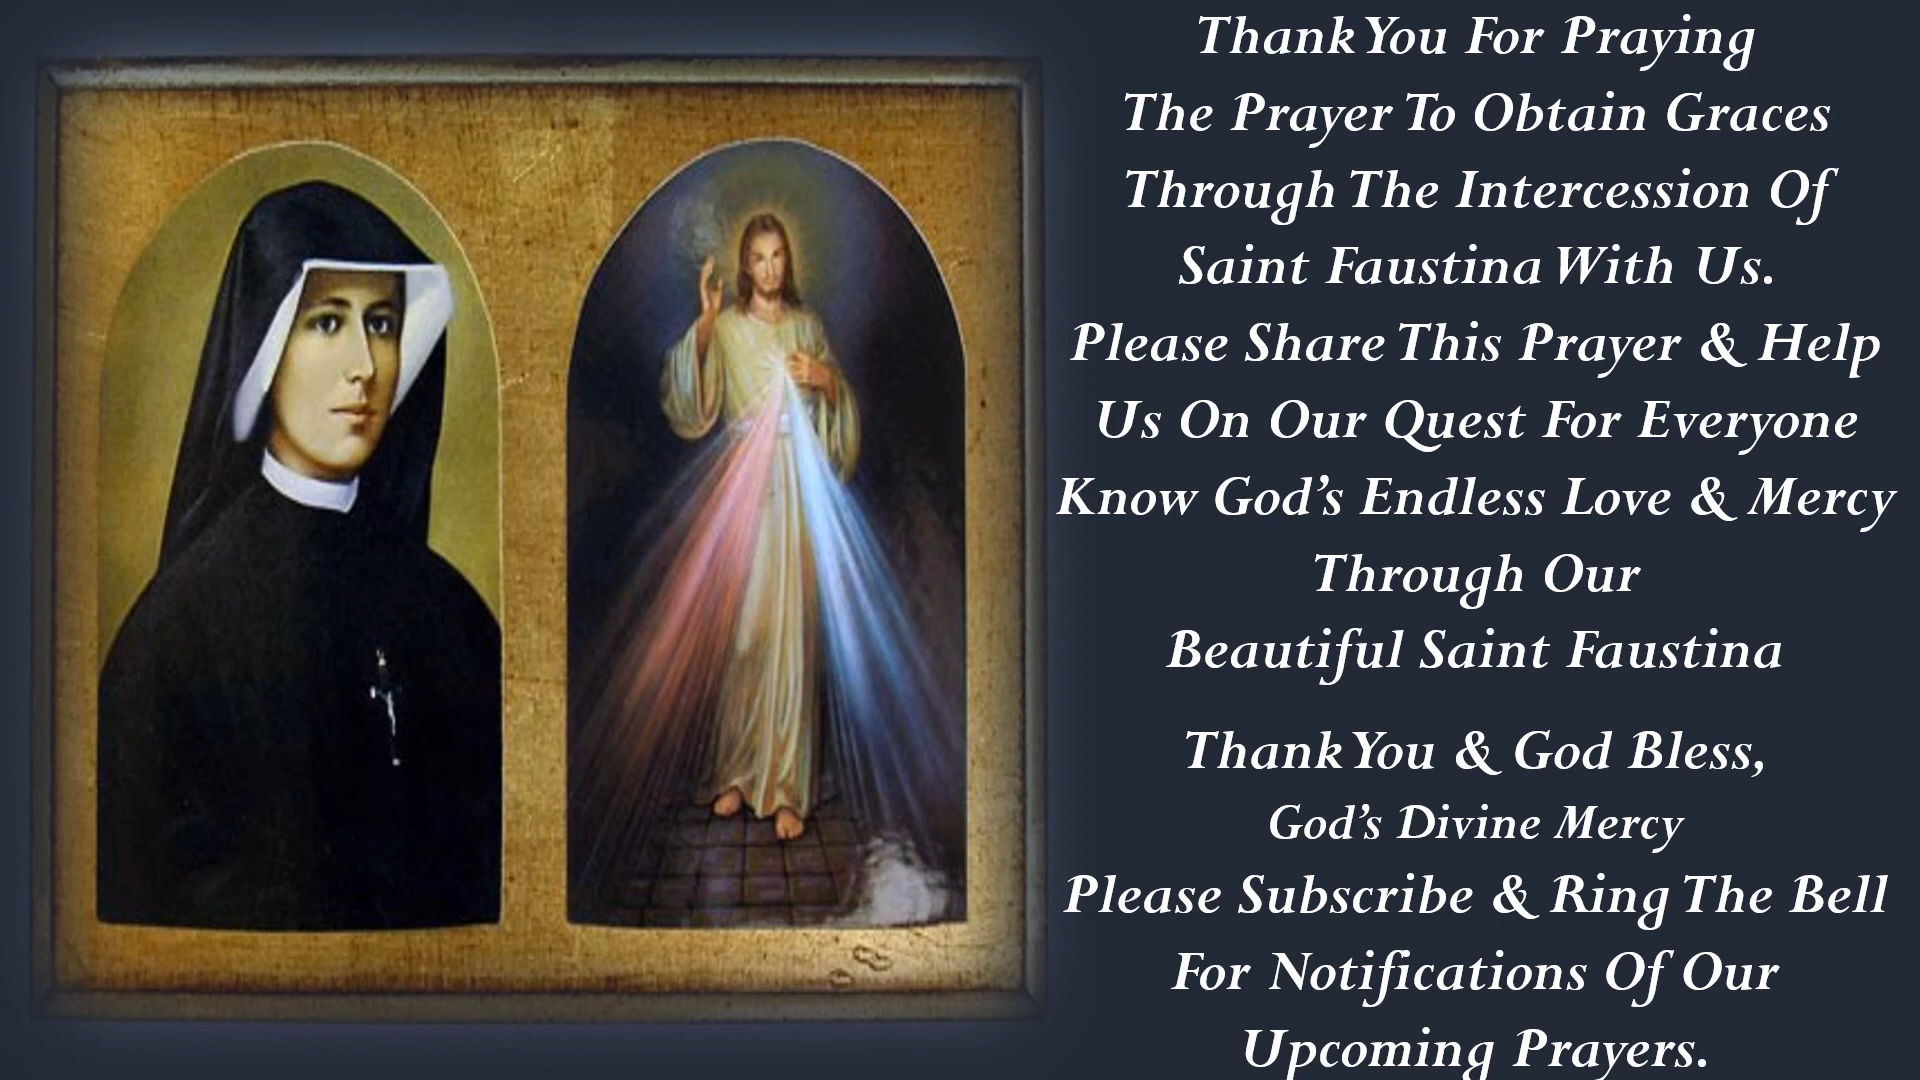 Thank You For Praying
The Prayer To Obtain Graces
Through The Intercession Of
Saint Faustina With Us.
Please Share This Prayer & Help
Us On Our Quest For Everyone
Know God’s Endless Love & Mercy
Through Our
Beautiful Saint Faustina
Thank You & God Bless,
God’s Divine Mercy
Please Subscribe & Ring The Bell
For Notifications Of Our
Upcoming Prayers.